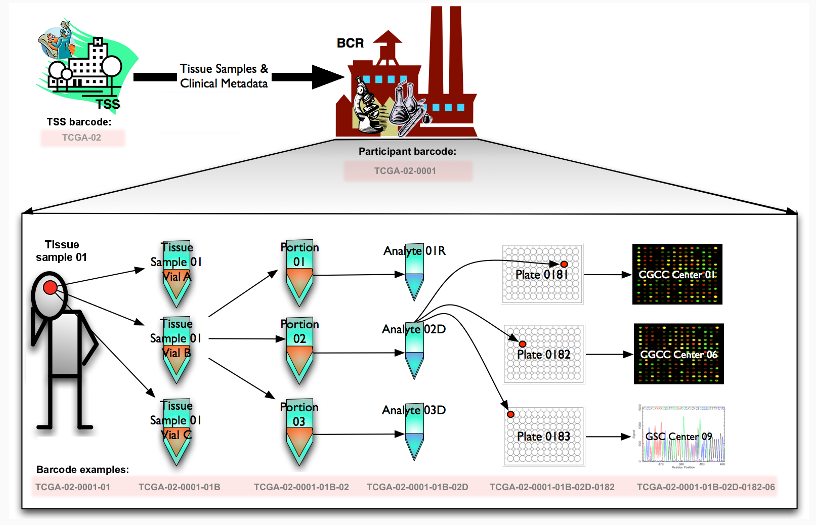 BCR
Tissue Samples &
Clinical Metadata
TSS
TSS barcode:
TCGA-02
Participant barcode:
TCGA-02-0001
Tissue
sample 01
Tissue
Sample 01
Vial A
Portion
01
Analyte 01R
Plate 0181
CGCC Center 01
Tissue
Sample 01
Vial B
Portion
02
Analyte 02D
Plate 0182
CGCC Center 06
Tissue
Sample 01
Vial C
Portion
03
Analyte 03D
Plate 0183
GSC Center 09
Barcode examples:
TCGA-02-0001-01 TCGA-02-0001-01B TCGA-02-0001-01B-02 TCGA-02-0001-01B-02D TCGA-02-0001-01B-02D-0182 TCGA-02-0001-01B-02D-0182-06